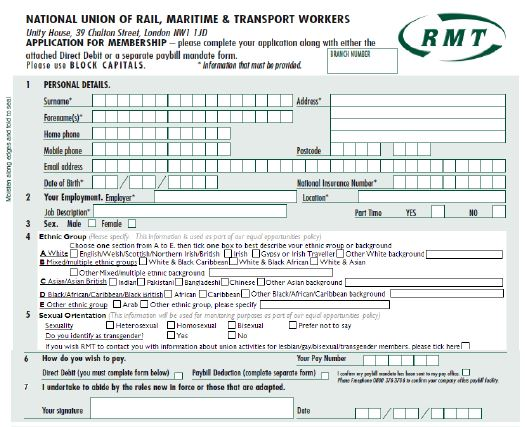 NATIONAL UNION OF RAIL, MARITIME & TRANSPORT WORKERS
Unity House, 39 Chalton Street, London NW1 1JD
APPLICATION FOR MEMBERSHIP – please complete your application along with either the
attached Direct Debit or a separate paybill mandate form.
Please use BLOCK CAPITALS. * Information that must be provided.
BRANCH NUMBER
RMT
Moisten along edges and fold to seal
1 PERSONAL DETAILS.
Surname* Address*
Forename(s)*
Home phone
Mobile phone Postcode
Email address
Date of Birth* / / National Insurance Number*
2 Your Employment. Employer* Location*
Job Description* Part Time YES NO
3 Sex. Male Female
4 Ethnic Group (Please specify. This information is used as part of our equal opportunities policy)
Choose one section from A to E. then tick one box to best describe your ethnic group or background
A White English/Welsh/Scottish/Northern Irish/British Irish Gypsy or Irish Traveller Other White background
B Mixed/multiple ethnic groups White & Black Caribbean White & Black African White & Asian
Other Mixed/multiple ethnic background
C Asian/Asian British Indian Pakistani Bangladeshi Chinese Other Asian background
D Black/African/Caribbean/Black British African Caribbean Other Black/African/Caribbean background
E Other ethnic group Arab Other ethnic group, please specify
5 Sexual Orientation (This information will be used for monitoring purposes as part of our equal opportunities policy)
Sexuality Heterosexual Homosexual Bisexual Prefer not to say
Do you identify as transgender? Yes No
If you wish RMT to contact you with information about union activities for lesbian/gay/bisexual/transgender members, please tick here
6 How do you wish to pay. Your Pay Number
Direct Debit (you must complete form below) Paybill Deduction (complete separate form) I confirm my paybill mandate has been sent to my pay office.
Phone Freephone 0800 376 3706 to confirm your company offers paybill facility.
7 I undertake to abide by the rules now in force or those that are adopted.
Your signature Date / /